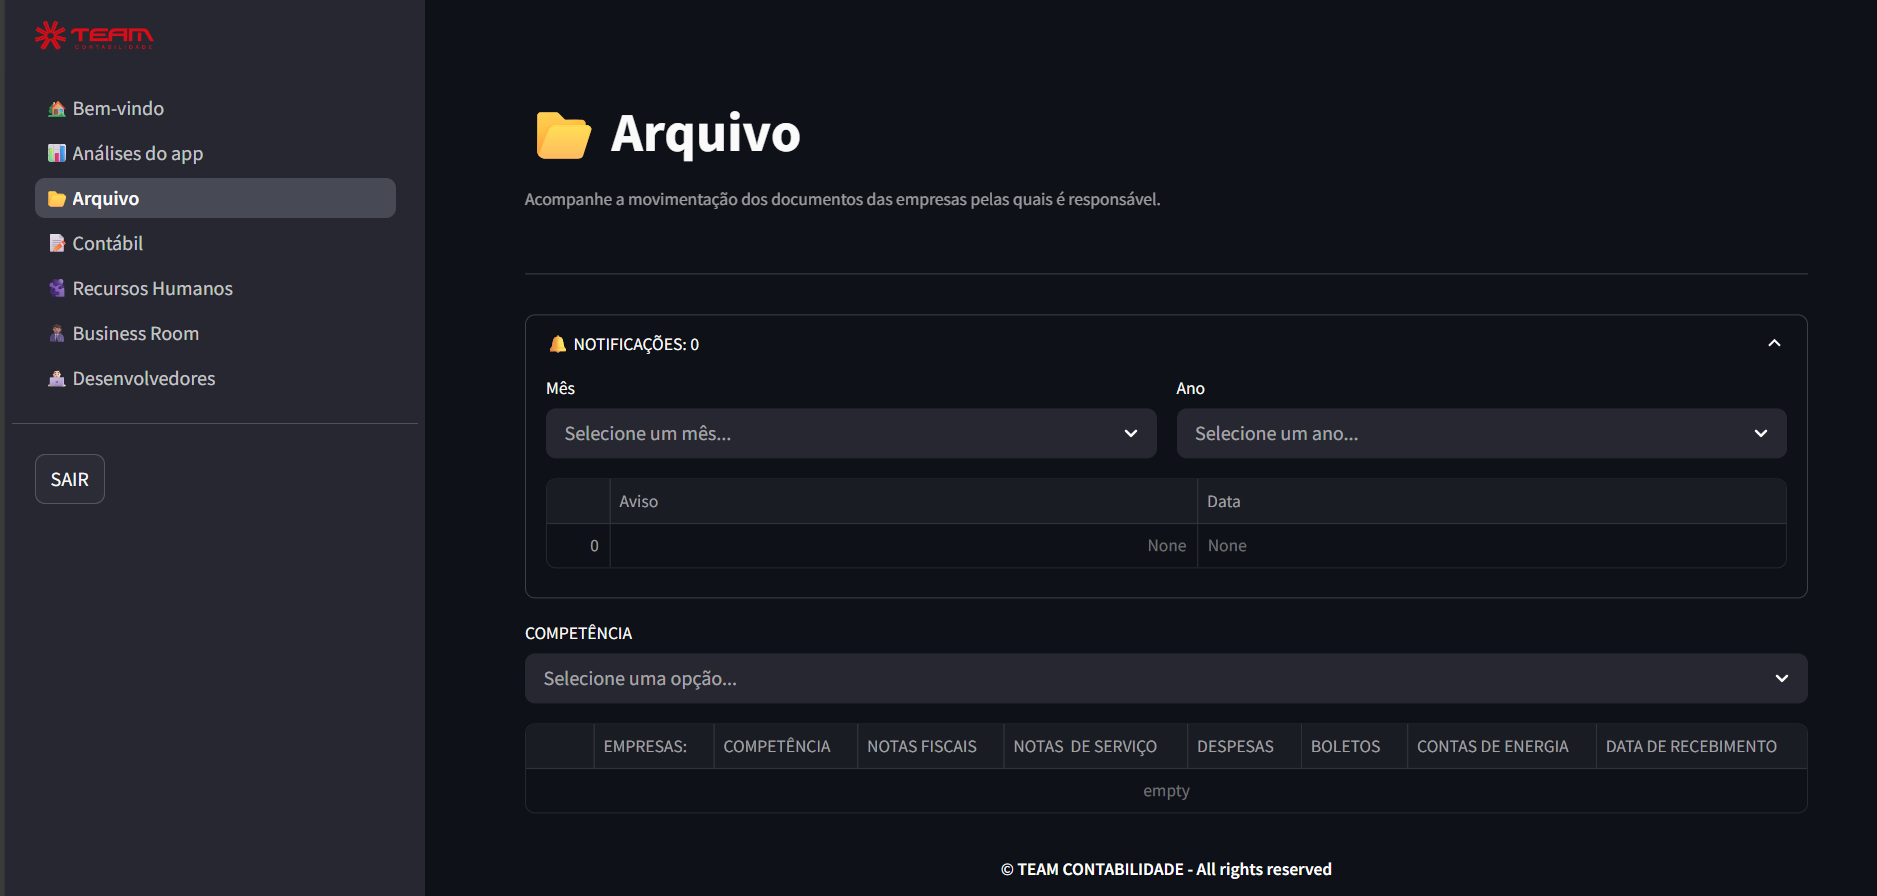 TEAM
CONTABILIDADE
Bem-vindo
Análises do app
Arquivo
Contábil
Recursos Humanos
Business Room
Desenvolvedores
SAIR
Arquivo
Acompanhe a movimentação dos documentos das empresas pelas quais é responsável.
NOTIFICAÇÕES: 0
Mês Ano
Selecione um mês... Selecione um ano...
Aviso Data
0 None None
COMPETÊNCIA
Selecione uma opção...
EMPRESAS: COMPETÊNCIA NOTAS FISCAIS NOTAS DE SERVIÇO DESPESAS BOLETOS CONTAS DE ENERGIA DATA DE RECEBIMENTO
empty
© TEAM CONTABILIDADE - All rights reserved